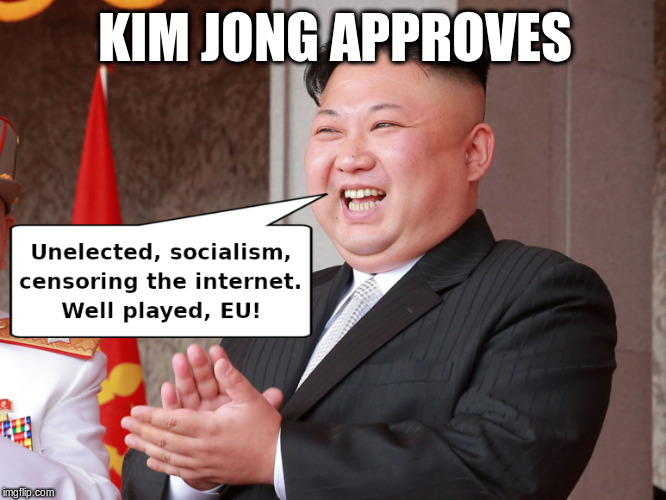 KIM JONG APPROVES
Unelected, socialism,
censoring the internet.
Well played, EU!
imgflip.com